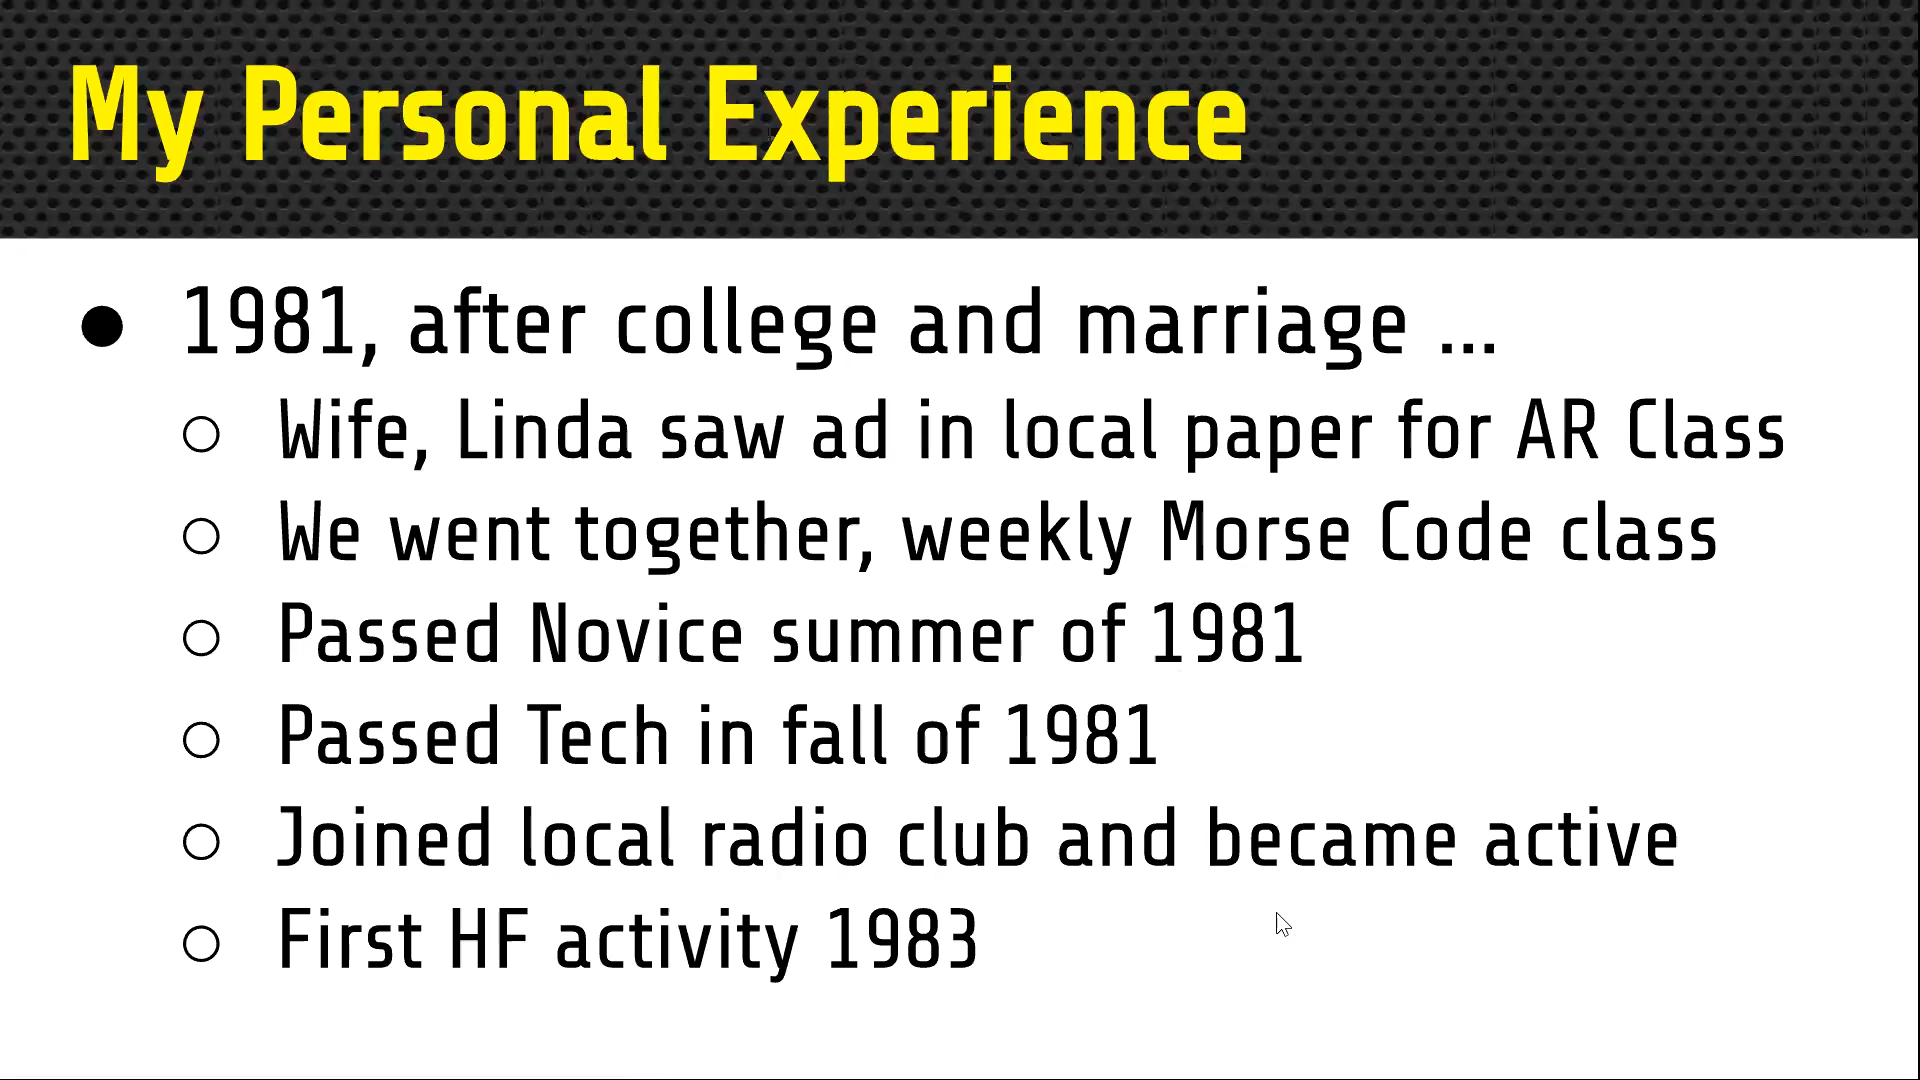 My Personal Experience
● 1981, after college and marriage ...
○ Wife, Linda saw ad in local paper for AR Class
○ We went together, weekly Morse Code class
○ Passed Novice summer of 1981
○ Passed Tech in fall of 1981
○ Joined local radio club and became active
○ First HF activity 1983